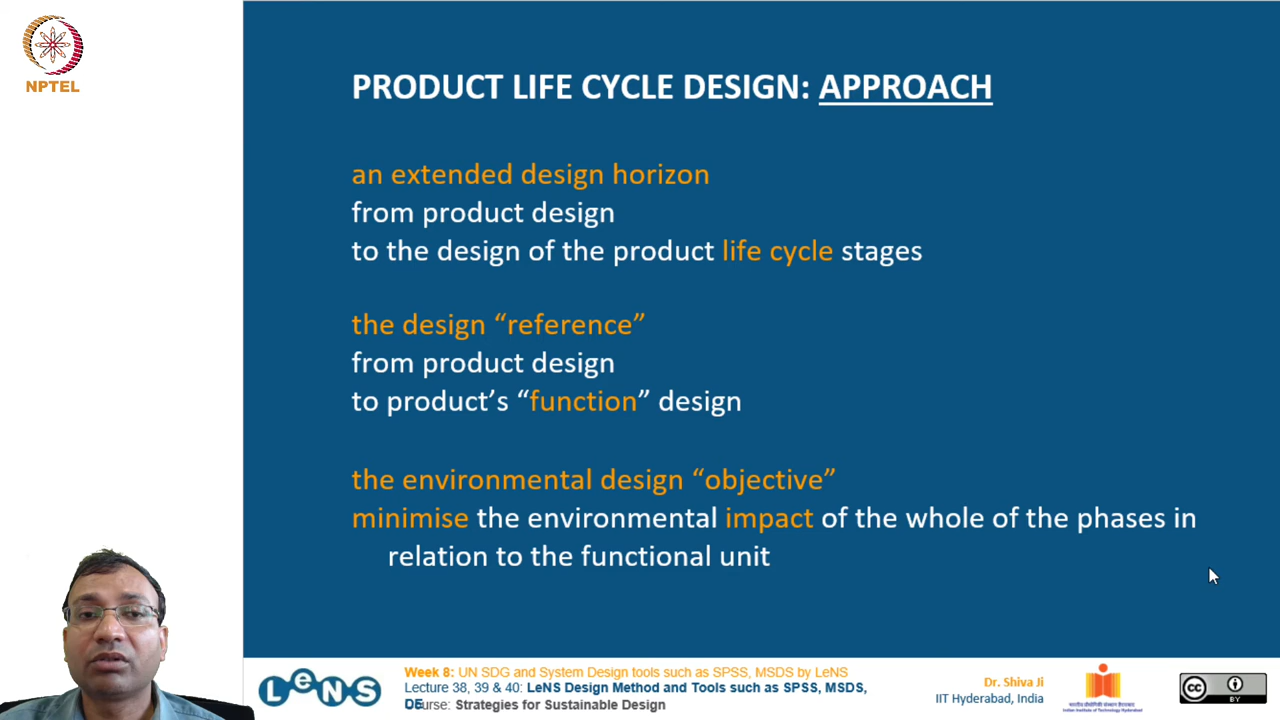 NPTEL
PRODUCT LIFE CYCLE DESIGN: APPROACH
an extended design horizon
from product design
to the design of the product life cycle stages
the design “reference”
from product design
to product’s “function” design
the environmental design “objective”
minimise the environmental impact of the whole of the phases in
relation to the functional unit
LeNS
Week 8: UN SDG and System Design tools such as SPSS, MSDS by LeNS
Lecture 38, 39 & 40: LeNS Design Method and Tools such as SPSS, MSDS,
Course: Strategies for Sustainable Design
Dr. Shiva Ji
IIT Hyderabad, India
CC
BY